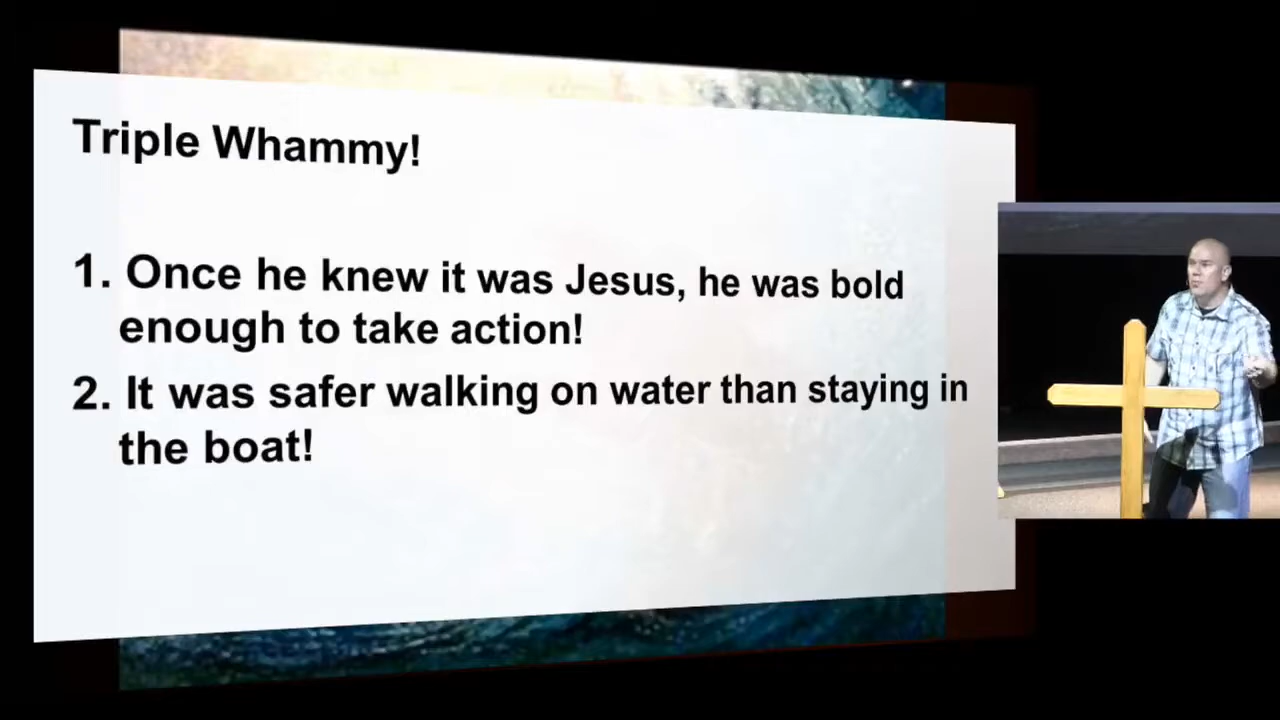 Triple Whammy!
1. Once he knew it was Jesus, he was bold
enough to take action!
2. It was safer walking on water than staying in
the boat!